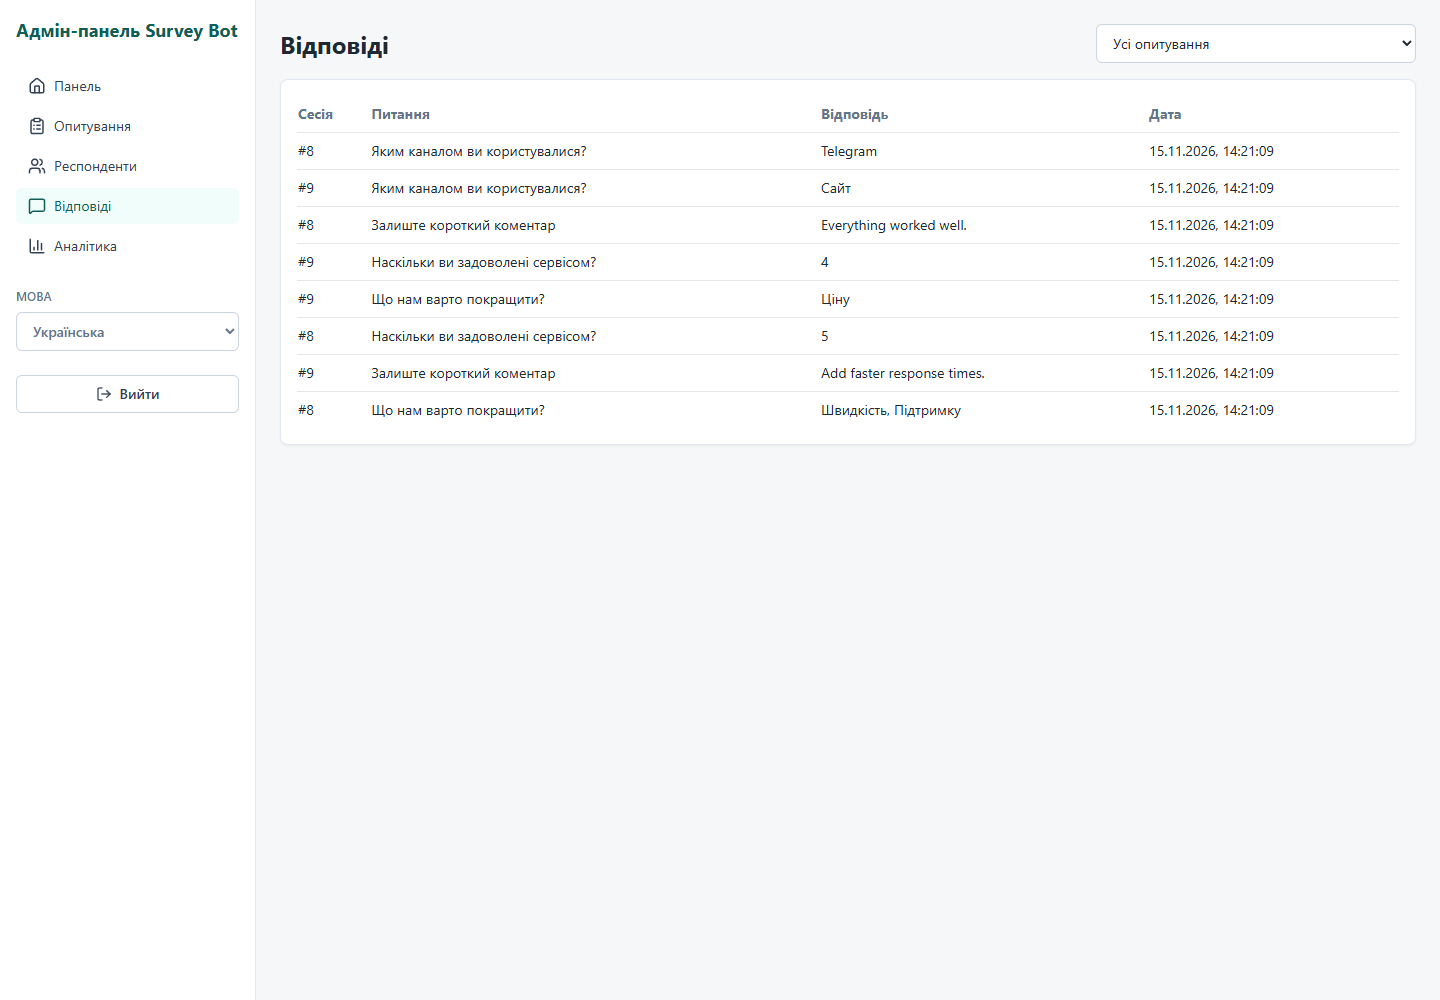 Адмін-панель Survey Bot
Панель
Опитування
Респонденти
Відповіді
Аналітика
МОВА
Українська
Вийти
Відповіді
Усі опитування
Сесія Питання Відповідь Дата
#8 Яким каналом ви користувалися? Telegram 15.11.2026, 14:21:09
#9 Яким каналом ви користувалися? Сайт 15.11.2026, 14:21:09
#8 Залиште короткий коментар Everything worked well. 15.11.2026, 14:21:09
#9 Наскільки ви задоволені сервісом? 4 15.11.2026, 14:21:09
#9 Що нам варто покращити? Ціну 15.11.2026, 14:21:09
#8 Наскільки ви задоволені сервісом? 5 15.11.2026, 14:21:09
#9 Залиште короткий коментар Add faster response times. 15.11.2026, 14:21:09
#8 Що нам варто покращити? Швидкість, Підтримку 15.11.2026, 14:21:09